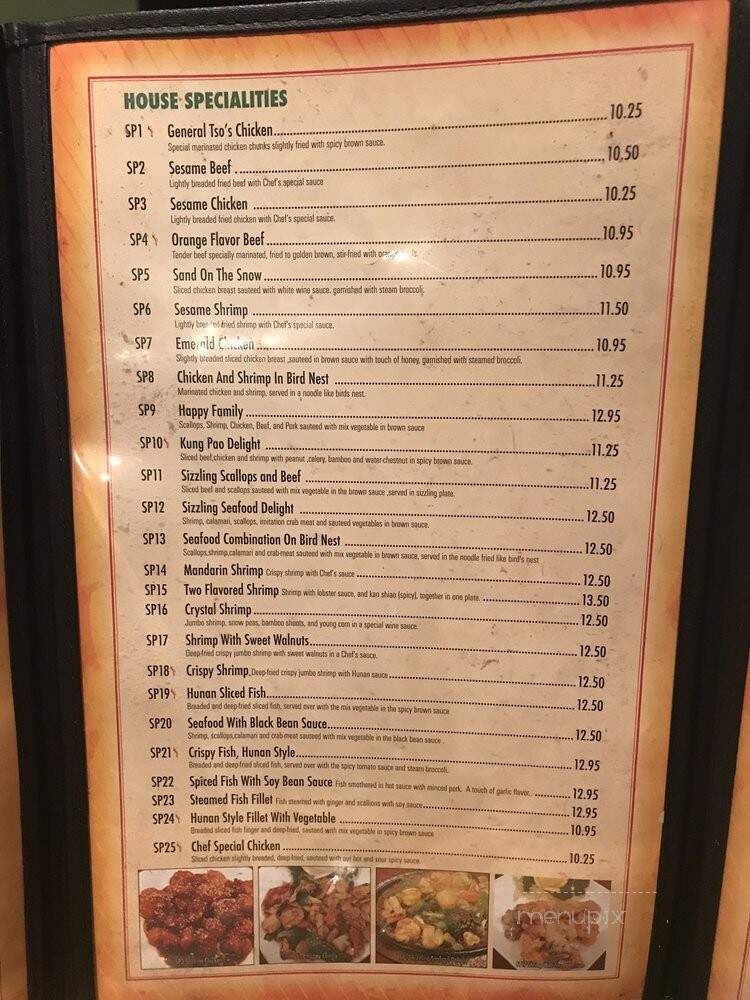 HOUSE SPECIALITIES
SP1 General Tso's Chicken 10.25
Special marinated chicken chunks slightly fried with spicy brown sauce.
SP2 Sesame Beef 10.50
Lightly breaded fried beef with Chef's special sauce
SP3 Sesame Chicken 10.25
Lightly breaded fried chicken with Chef's special sauce.
SP4 Orange Flavor Beef 10.95
Tender beef specially marinated, fried to golden brown, stir-fried with orange
SP5 Sand On The Snow 10.95
Sliced chicken breast sauteed with white wine sauce. garnished with steam broccoli.
SP6 Sesame Shrimp 11.50
Lightly breaded fried shrimp with Chef's special sauce.
SP7 Emerald Chicken 10.95
Slightly breaded sliced chicken breast ,sauteed in brown sauce with touch of honey, garnished with steamed broccoli.
SP8 Chicken And Shrimp In Bird Nest 11.25
Marinated chicken and shrimp, served in a noodle like birds nest.
SP9 Happy Family 12.95
Scallops, Shrimp, Chicken, Beef, and Pork sauteed with mix vegetable in brown sauce
SP10 Kung Pao Delight 11.25
Sliced beef,chicken and shrimp with peanut ,celery, bamboo and water-chestnut in spicy brown sauce.
SP11 Sizzling Scallops and Beef 11.25
Sliced beef and scallops sauteed with mix vegetable in the brown sauce ,served in sizzling plate.
SP12 Sizzling Seafood Delight 12.50
Shrimp, calamari, scallops, imitation crab meat and sauteed vegetables in brown sauce.
SP13 Seafood Combination On Bird Nest 12.50
Scallops,shrimp,calamari and crab-meat sauteed with mix vegetable in brown sauce, served in the noodle fried like bird's nest
SP14 Mandarin Shrimp Crispy shrimp with Chef's sauce 12.50
SP15 Two Flavored Shrimp Shrimp with lobster sauce, and kan shiao (spicy), together in one plate. 13.50
SP16 Crystal Shrimp 12.50
Jumbo shrimp, snow peas, bamboo shoots, and young corn in a special wine sauce.
SP17 Shrimp With Sweet Walnuts 12.50
Deep-fried crispy jumbo shrimp with sweet walnuts in a Chef's sauce.
SP18 Crispy Shrimp Deep-fried crispy jumbo shrimp with Hunan sauce 12.50
SP19 Hunan Sliced Fish 12.50
Breaded and deep-fried sliced fish, served over with the mix vegetable in the spicy brown sauce
SP20 Seafood With Black Bean Sauce 12.50
Shrimp, scallops,calamari and crab-meat sauteed with mix vegetable in the black bean sauce .
SP21 Crispy Fish, Hunan Style 12.95
Breaded and deep-fried sliced fish, served over with the spicy tomato sauce and steam broccoli.
SP22 Spiced Fish With Soy Bean Sauce Fish smothered in hot sauce with minced pork. A touch of garlic flavor. 12.95
SP23 Steamed Fish Fillet Fish steamed with ginger and scallions with soy sauce 12.95
SP24 Hunan Style Fillet With Vegetable 10.95
Breaded sliced fish finger and deep-fried, sauteed with mix vegetable in spicy brown sauce
SP25 Chef Special Chicken 10.25
Sliced chicken slightly breaded, deep-fried, sauteed with our hot and sour spicy sauce.
menupix